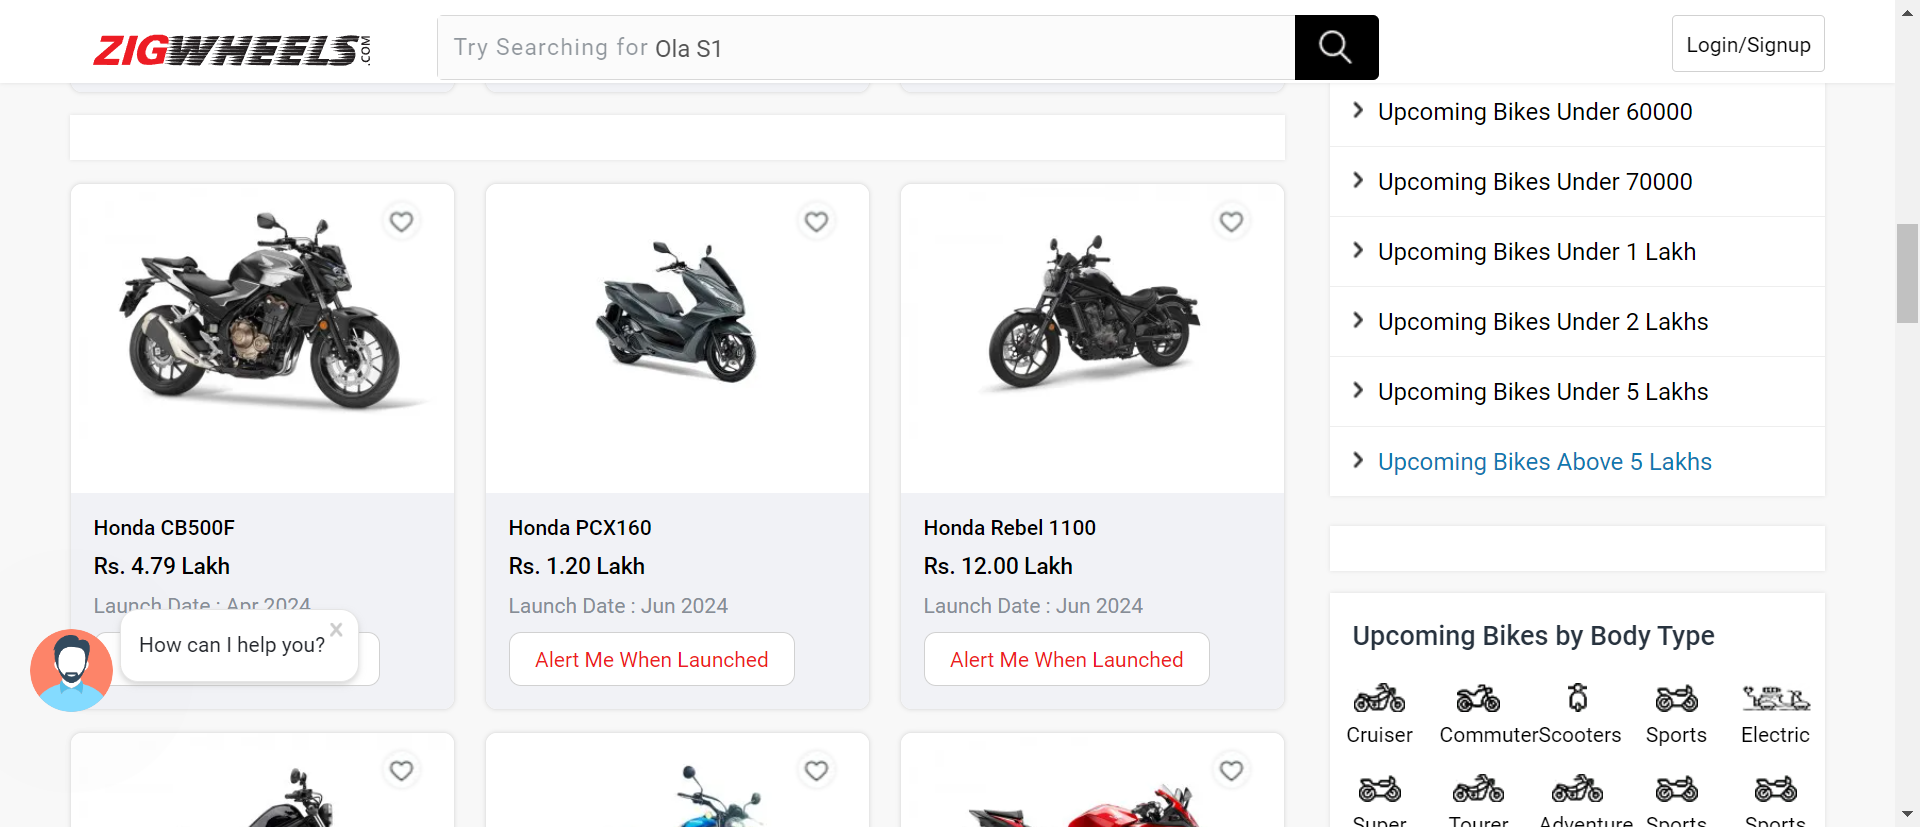 ZIGWHEELS.COM
Try Searching for Ola S1
Login/Signup
Honda CB500F
Rs. 4.79 Lakh
Launch Date : Apr 2024
How can I help you?
Honda PCX160
Rs. 1.20 Lakh
Launch Date : Jun 2024
Alert Me When Launched
Honda Rebel 1100
Rs. 12.00 Lakh
Launch Date : Jun 2024
Alert Me When Launched
Upcoming Bikes Under 60000
Upcoming Bikes Under 70000
Upcoming Bikes Under 1 Lakh
Upcoming Bikes Under 2 Lakhs
Upcoming Bikes Under 5 Lakhs
Upcoming Bikes Above 5 Lakhs
Upcoming Bikes by Body Type
Cruiser
Commuter
Scooters
Sports
Electric
Super
Tourer
Adventure
Sports
Sports